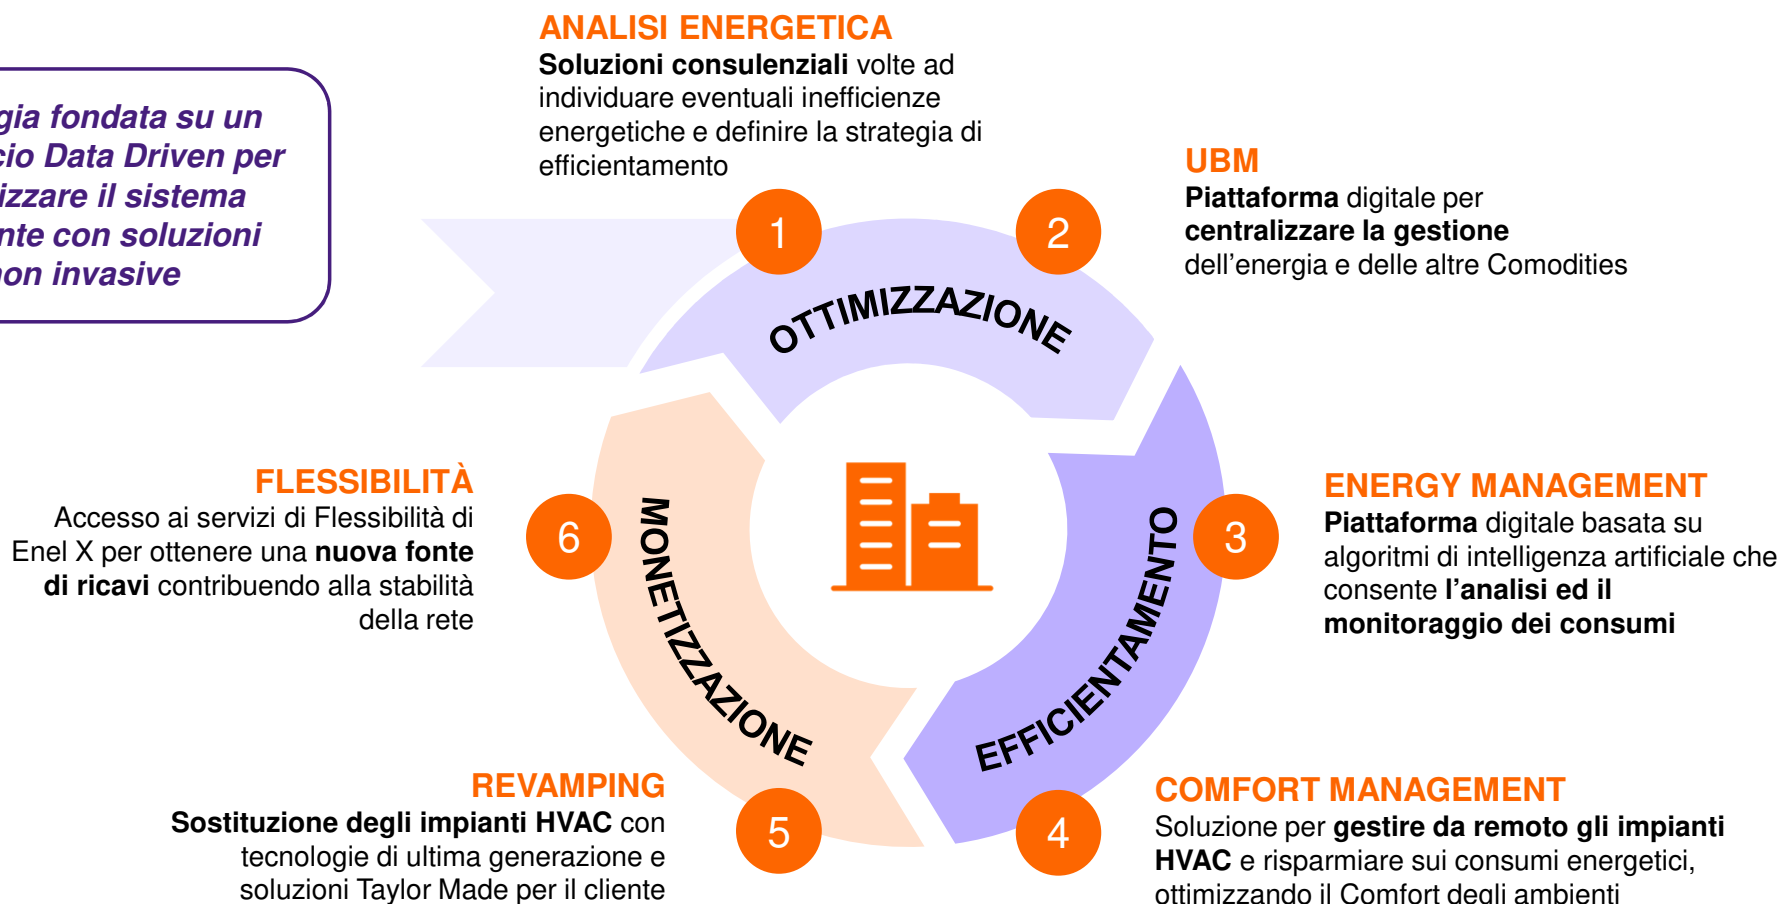 ANALISI ENERGETICA
Soluzioni consulenziali volte ad
individuare eventuali inefficienze
energetiche e definire la strategia di
efficientamento
gia fondata su un
cio Data Driven per
izzare il sistema
nte con soluzioni
non invasive
UBM
Piattaforma digitale per
centralizzare la gestione
dell'energia e delle altre Comodities
1
2
OTTIMIZZAZIONE
FLESSIBILITÀ
Accesso ai servizi di Flessibilità di
Enel X per ottenere una nuova fonte
di ricavi contribuendo alla stabilità
della rete
6
MONETIZZAZIONE
EFFICIENTAMENTO
3
ENERGY MANAGEMENT
Piattaforma digitale basata su
algoritmi di intelligenza artificiale che
consente l'analisi ed il
monitoraggio dei consumi
REVAMPING
Sostituzione degli impianti HVAC con
tecnologie di ultima generazione e
soluzioni Taylor Made per il cliente
5
4
COMFORT MANAGEMENT
Soluzione per gestire da remoto gli impianti
HVAC e risparmiare sui consumi energetici,
ottimizzando il Comfort degli ambienti